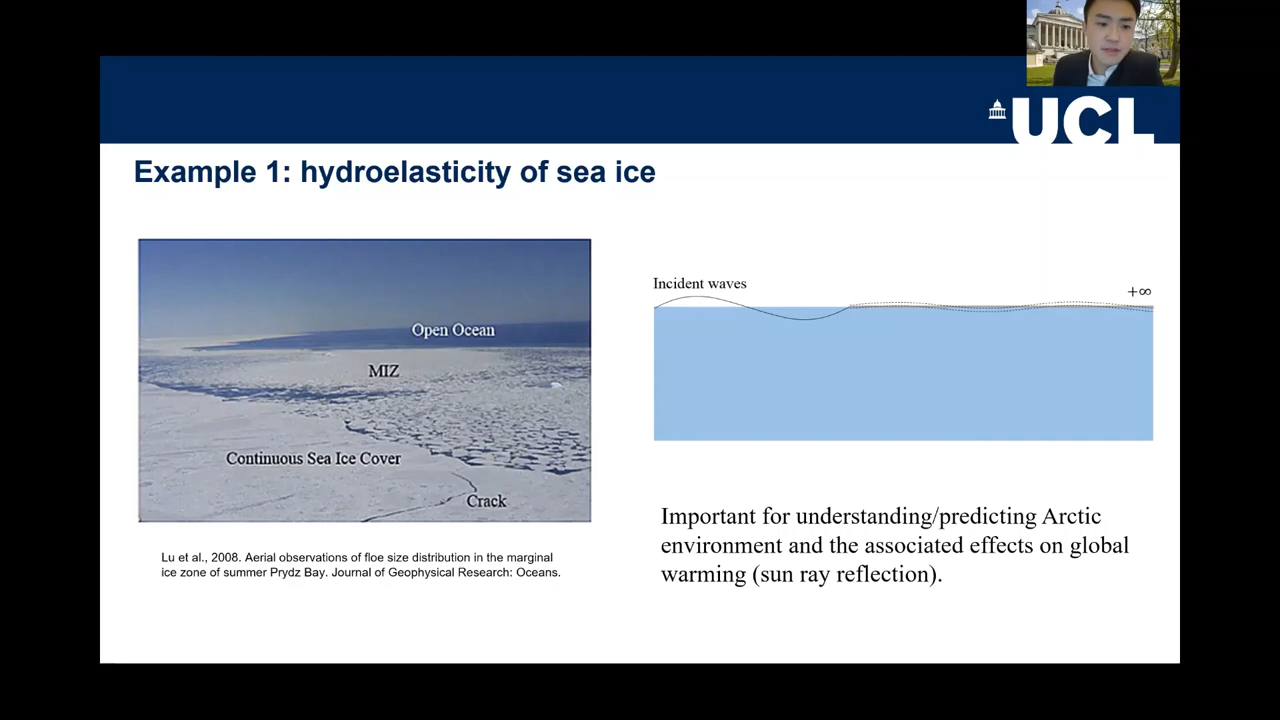 UCL
Example 1: hydroelasticity of sea ice
Open Ocean
MIZ
Continuous Sea Ice Cover
Crack
Lu et al., 2008. Aerial observations of floe size distribution in the marginal
ice zone of summer Prydz Bay. Journal of Geophysical Research: Oceans.
Incident waves
+∞
Important for understanding/predicting Arctic
environment and the associated effects on global
warming (sun ray reflection).